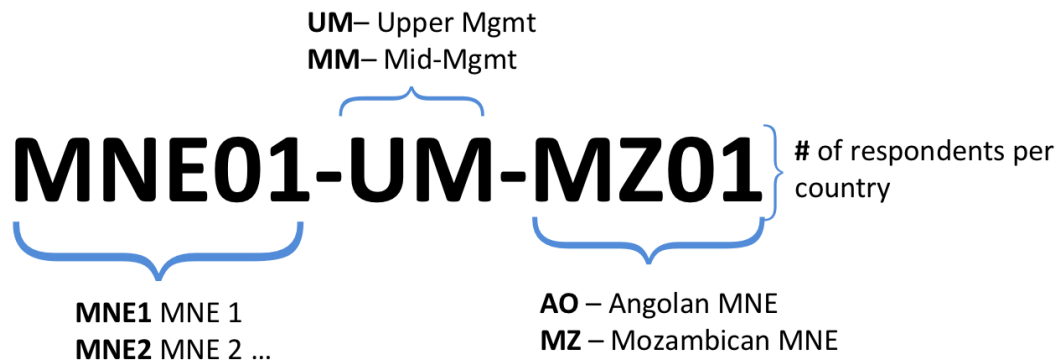 UM– Upper Mgmt
MM– Mid-Mgmt
MNE01-UM-MZ01
# of respondents per
country
MNE1 MNE 1
MNE2 MNE 2 ...
AO – Angolan MNE
MZ – Mozambican MNE